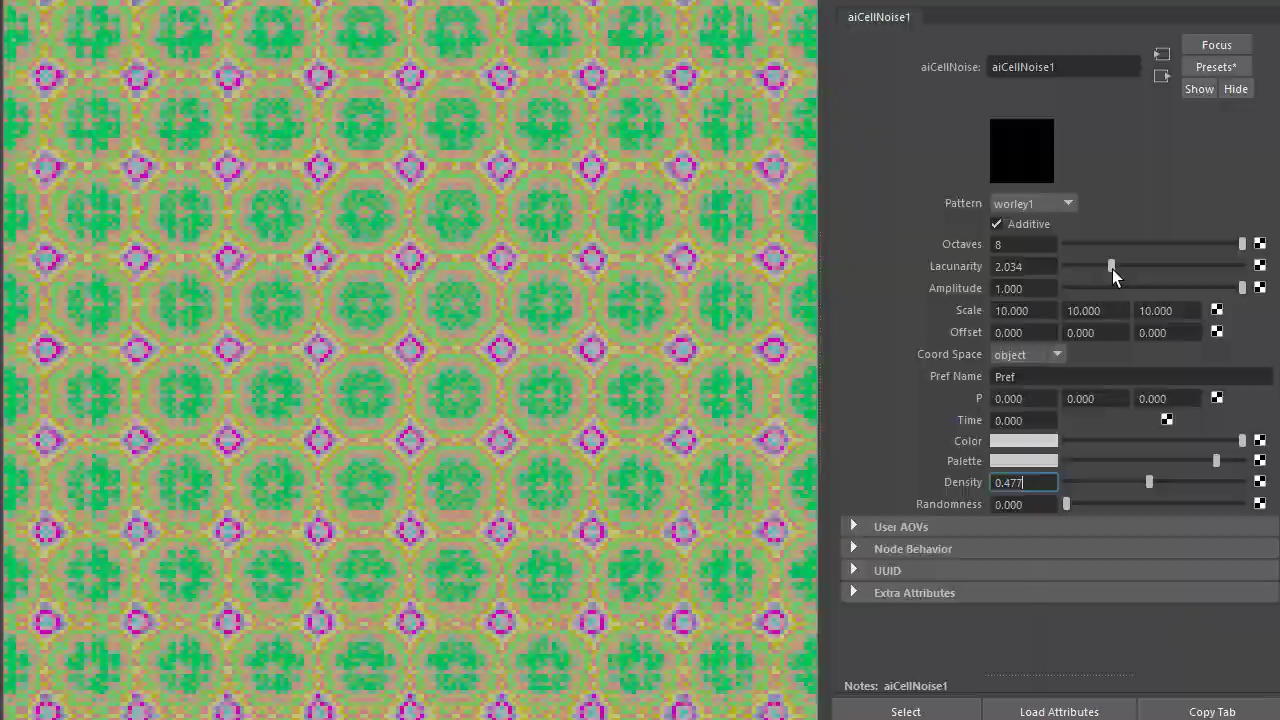 aiCellNoise1
Focus
aiCellNoise: aiCellNoise1
Presets*
Show Hide
Pattern worley1
Additive
Octaves 8
Lacunarity 2.034
Amplitude 1.000
Scale 10.000 10.000 10.000
Offset 0.000 0.000 0.000
Coord Space object
Pref Name Pref
P 0.000 0.000 0.000
Time 0.000
Color
Palette
Density 0.477
Randomness 0.000
User AOVs
Node Behavior
UUID
Extra Attributes
Notes: aiCellNoise1
Select Load Attributes Copy Tab